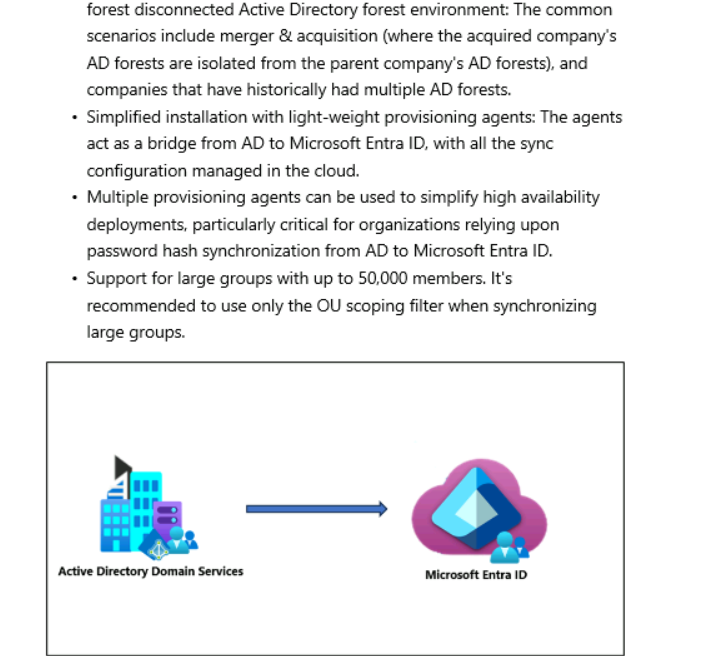 forest disconnected Active Directory forest environment: The common
scenarios include merger & acquisition (where the acquired company's
AD forests are isolated from the parent company's AD forests), and
companies that have historically had multiple AD forests.
• Simplified installation with light-weight provisioning agents: The agents
act as a bridge from AD to Microsoft Entra ID, with all the sync
configuration managed in the cloud.
• Multiple provisioning agents can be used to simplify high availability
deployments, particularly critical for organizations relying upon
password hash synchronization from AD to Microsoft Entra ID.
• Support for large groups with up to 50,000 members. It's
recommended to use only the OU scoping filter when synchronizing
large groups.
Active Directory Domain Services
Microsoft Entra ID